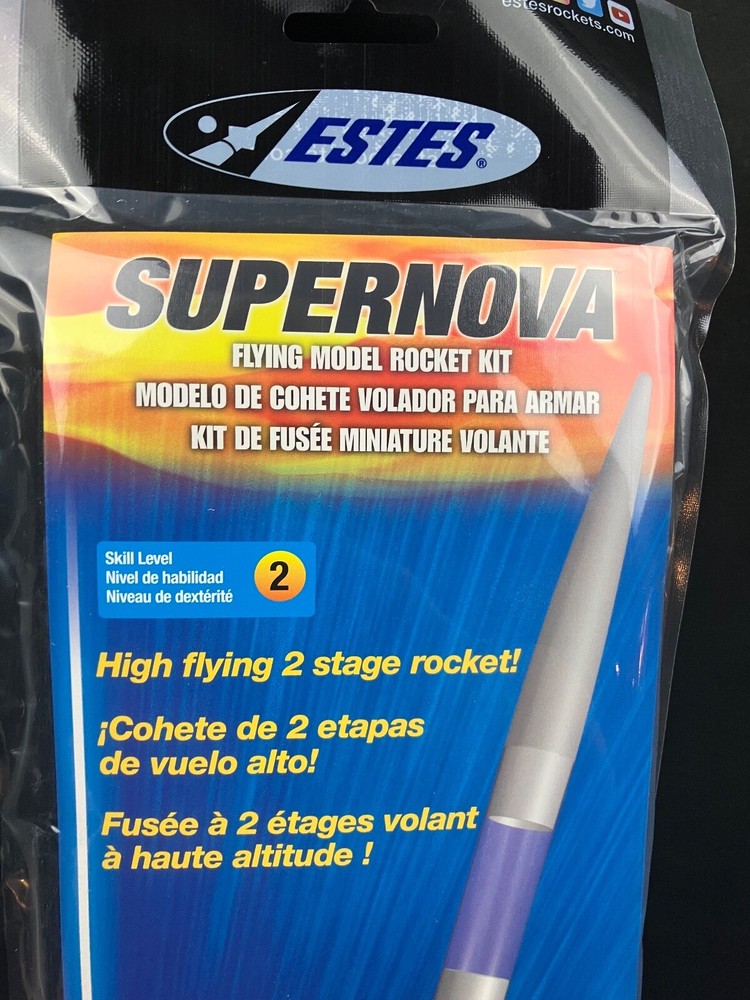 estesrockets.com
ESTES®
SUPERNOVA
FLYING MODEL ROCKET KIT
MODELO DE COHETE VOLADOR PARA ARMAR
KIT DE FUSÉE MINIATURE VOLANTE
Skill Level
Nivel de habilidad
Niveau de dextérité
2
High flying 2 stage rocket!
¡Cohete de 2 etapas
de vuelo alto!
Fusée à 2 étages volant
à haute altitude !